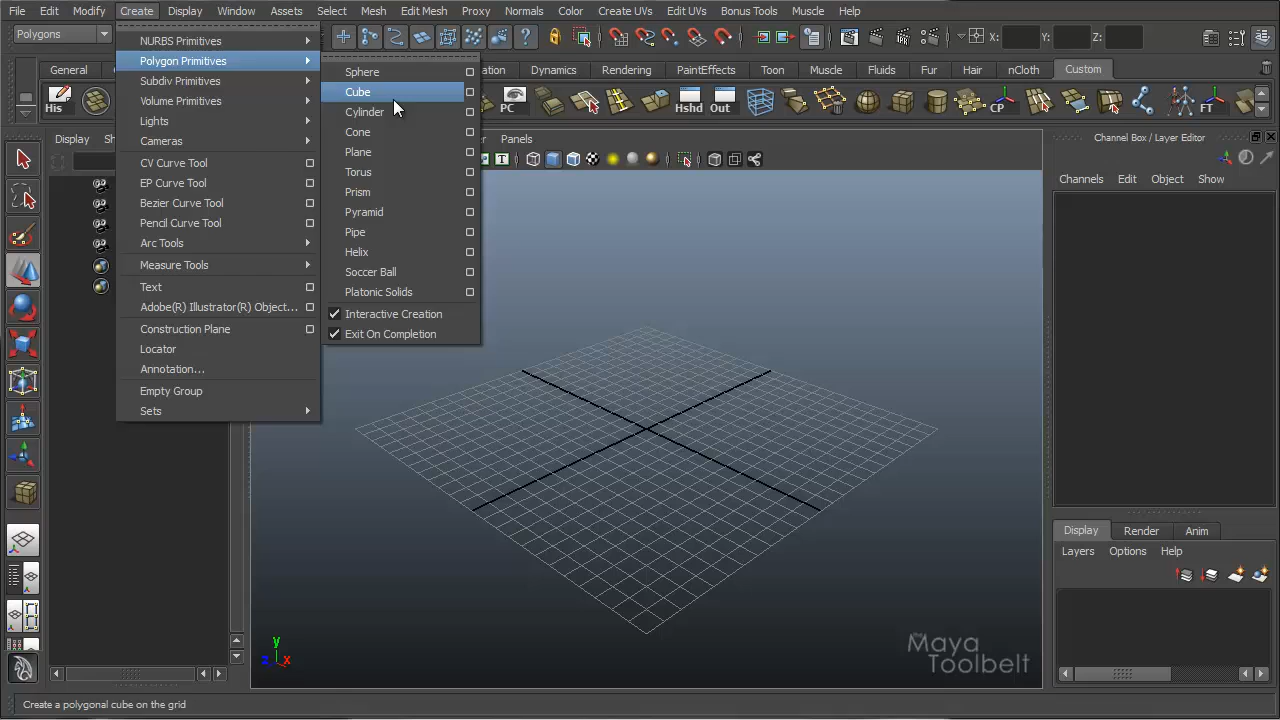 File Edit Modify Create Display Window Assets Select Mesh Edit Mesh Proxy Normals Color Create UVs Edit UVs Bonus Tools Muscle Help
Polygons X: Y: Z:
General Dynamics Rendering PaintEffects Toon Muscle Fluids Fur Hair nCloth Custom
His PC Hshd Out CP FT
Display Panels Channel Box / Layer Editor
Channels Edit Object Show
NURBS Primitives
Polygon Primitives
Subdiv Primitives
Volume Primitives
Lights
Cameras
CV Curve Tool
EP Curve Tool
Bezier Curve Tool
Pencil Curve Tool
Arc Tools
Measure Tools
Text
Adobe(R) Illustrator(R) Object...
Construction Plane
Locator
Annotation...
Empty Group
Sets
Sphere
Cube
Cylinder
Cone
Plane
Torus
Prism
Pyramid
Pipe
Helix
Soccer Ball
Platonic Solids
Interactive Creation
Exit On Completion
Display Render Anim
Layers Options Help
y
z x
The Maya
Toolbelt
Create a polygonal cube on the grid